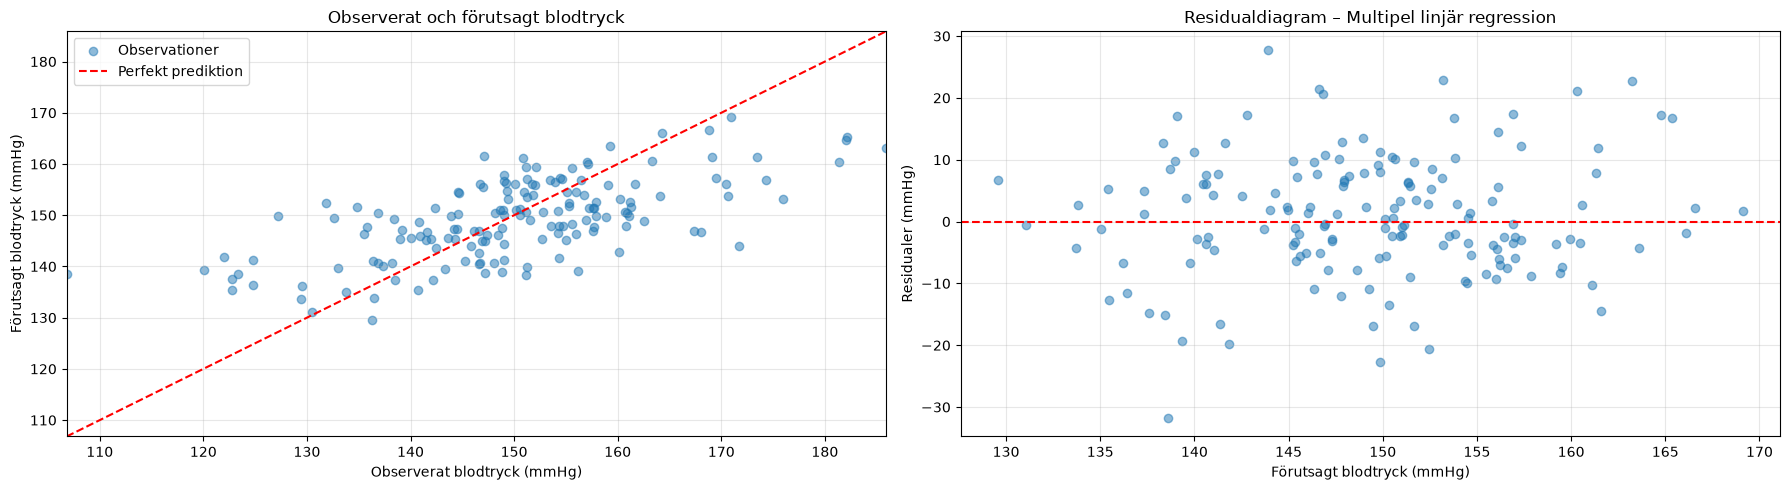 Observerat och förutsagt blodtryck
Observationer
Perfekt prediktion
180
170
160
150
140
130
120
110
Förutsagt blodtryck (mmHg)
110 120 130 140 150 160 170 180
Observerat blodtryck (mmHg)
Residualdiagram – Multipel linjär regression
30
20
10
0
−10
−20
−30
Residualer (mmHg)
130 135 140 145 150 155 160 165 170
Förutsagt blodtryck (mmHg)